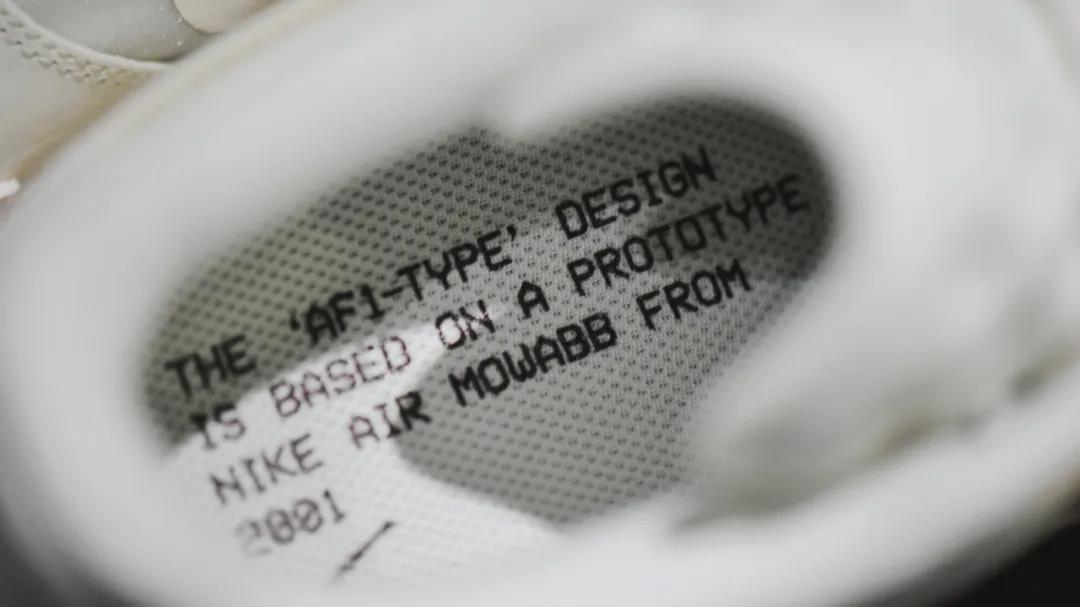 THE 'AF1-TYPE' DESIGN
IS BASED ON A PROTOTYPE
NIKE AIR MOWABB FROM
2001